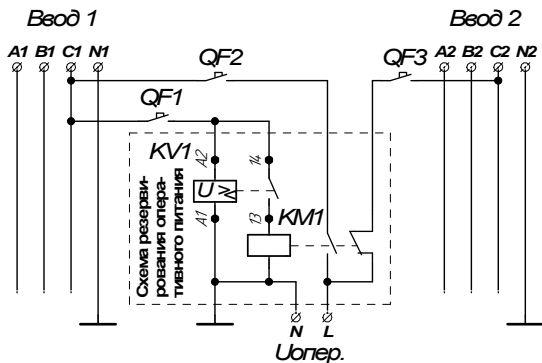 Ввод 1
Ввод 2
A1 B1 C1 N1
QF2
QF3
A2 B2 C2 N2
QF1
KV1
A2
14
U ≥
A1
13
KM1
Схема резерви-
рования опера-
тивного питания
N L
Uопер.